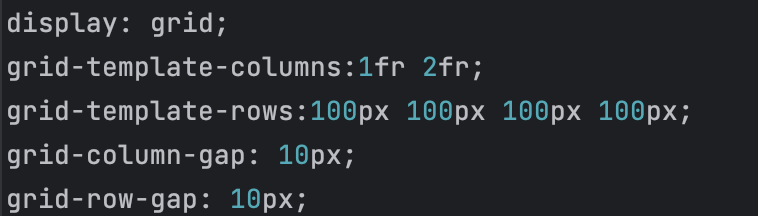 display: grid;
grid-template-columns:1fr 2fr;
grid-template-rows:100px 100px 100px 100px;
grid-column-gap: 10px;
grid-row-gap: 10px;